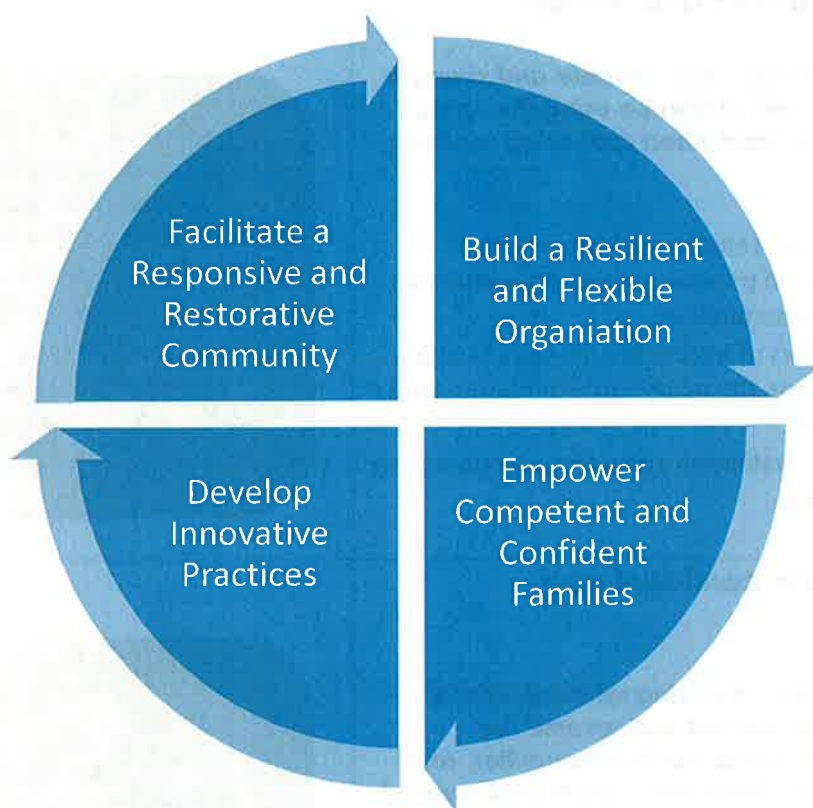 Facilitate a
Responsive and
Restorative
Community
Build a Resilient
and Flexible
Organiation
Empower
Competent and
Confident
Families
Develop
Innovative
Practices